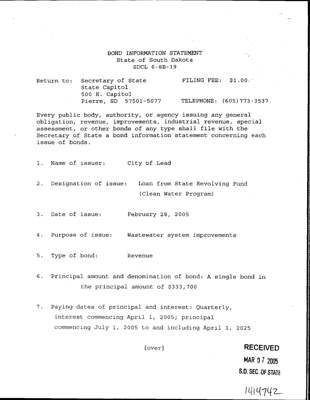 BOND INFORMATION STATEMENT
State of South Dakota
SDCL 6-8B-19
Return to: Secretary of State FILING FEE: $1.00
State Capitol
500 E. Capitol
Pierre, SD 57501-5077 TELEPHONE: (605)773-3537
Every public body, authority, or agency issuing any general
obligation, revenue, improvements, industrial revenue, special
assessment, or other bonds of any type shall file with the
Secretary of State a bond information statement concerning each
issue of bonds.
1. Name of issuer: City of Lead
2. Designation of issue: Loan from State Revolving Fund
(Clean Water Program)
3. Date of issue: February 28, 2005
4. Purpose of issue: Wastewater system improvements
5. Type of bond: Revenue
6. Principal amount and denomination of bond: A single bond in
the principal amount of $333,700
7. Paying dates of principal and interest: Quarterly,
interest commencing April 1, 2005; principal
commencing July 1, 2005 to and including April 1, 2025
(over)
RECEIVED
MAR 07 2005
S.D. SEC. OF STATE
1414742